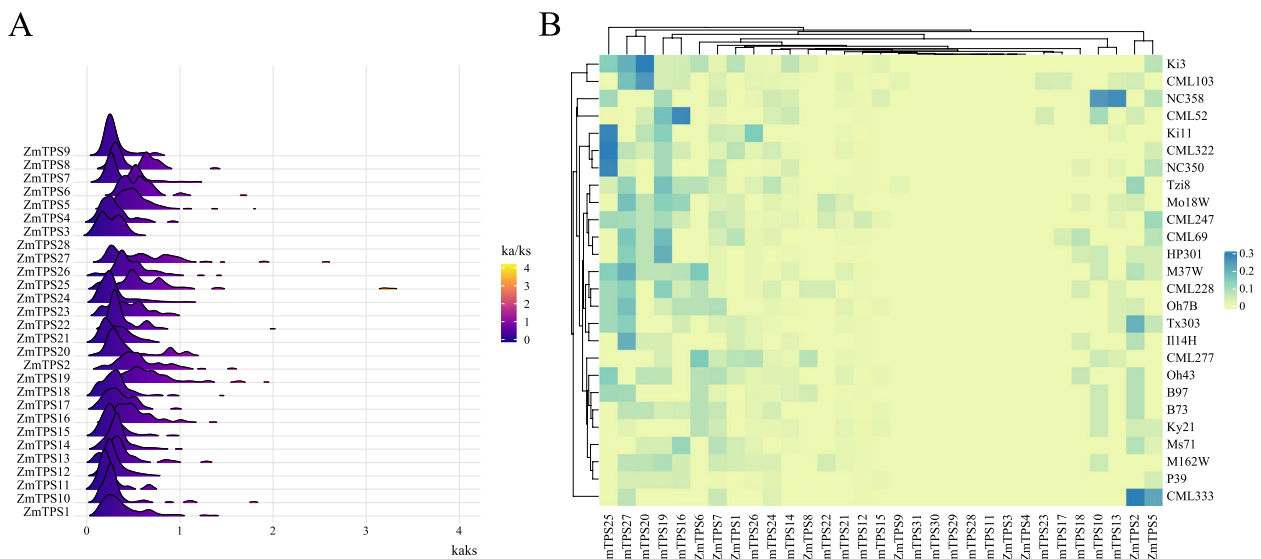 A
B
ZmTPS9
ZmTPS8
ZmTPS7
ZmTPS6
ZmTPS5
ZmTPS4
ZmTPS3
ZmTPS28
ZmTPS27
ZmTPS26
ZmTPS25
ZmTPS24
ZmTPS23
ZmTPS22
ZmTPS21
ZmTPS20
ZmTPS2
ZmTPS19
ZmTPS18
ZmTPS17
ZmTPS16
ZmTPS15
ZmTPS14
ZmTPS13
ZmTPS12
ZmTPS11
ZmTPS10
ZmTPS1
0 1 2 3 4
kaks
ka/ks
4
3
2
1
0
Ki3
CML103
NC358
CML52
Ki11
CML322
NC350
Tzi8
Mo18W
CML247
CML69
HP301
M37W
CML228
Oh7B
Tx303
Il14H
CML277
Oh43
B97
B73
Ky21
Ms71
M162W
P39
CML333
0.3
0.2
0.1
0
mTPS25
mTPS27
mTPS20
mTPS19
mTPS16
ZmTPS6
ZmTPS7
ZmTPS1
mTPS26
mTPS24
mTPS14
ZmTPS8
mTPS22
mTPS21
mTPS12
mTPS15
ZmTPS9
mTPS31
mTPS30
mTPS29
mTPS28
mTPS11
ZmTPS3
ZmTPS4
mTPS23
mTPS17
mTPS18
mTPS10
mTPS13
ZmTPS2
ZmTPS5